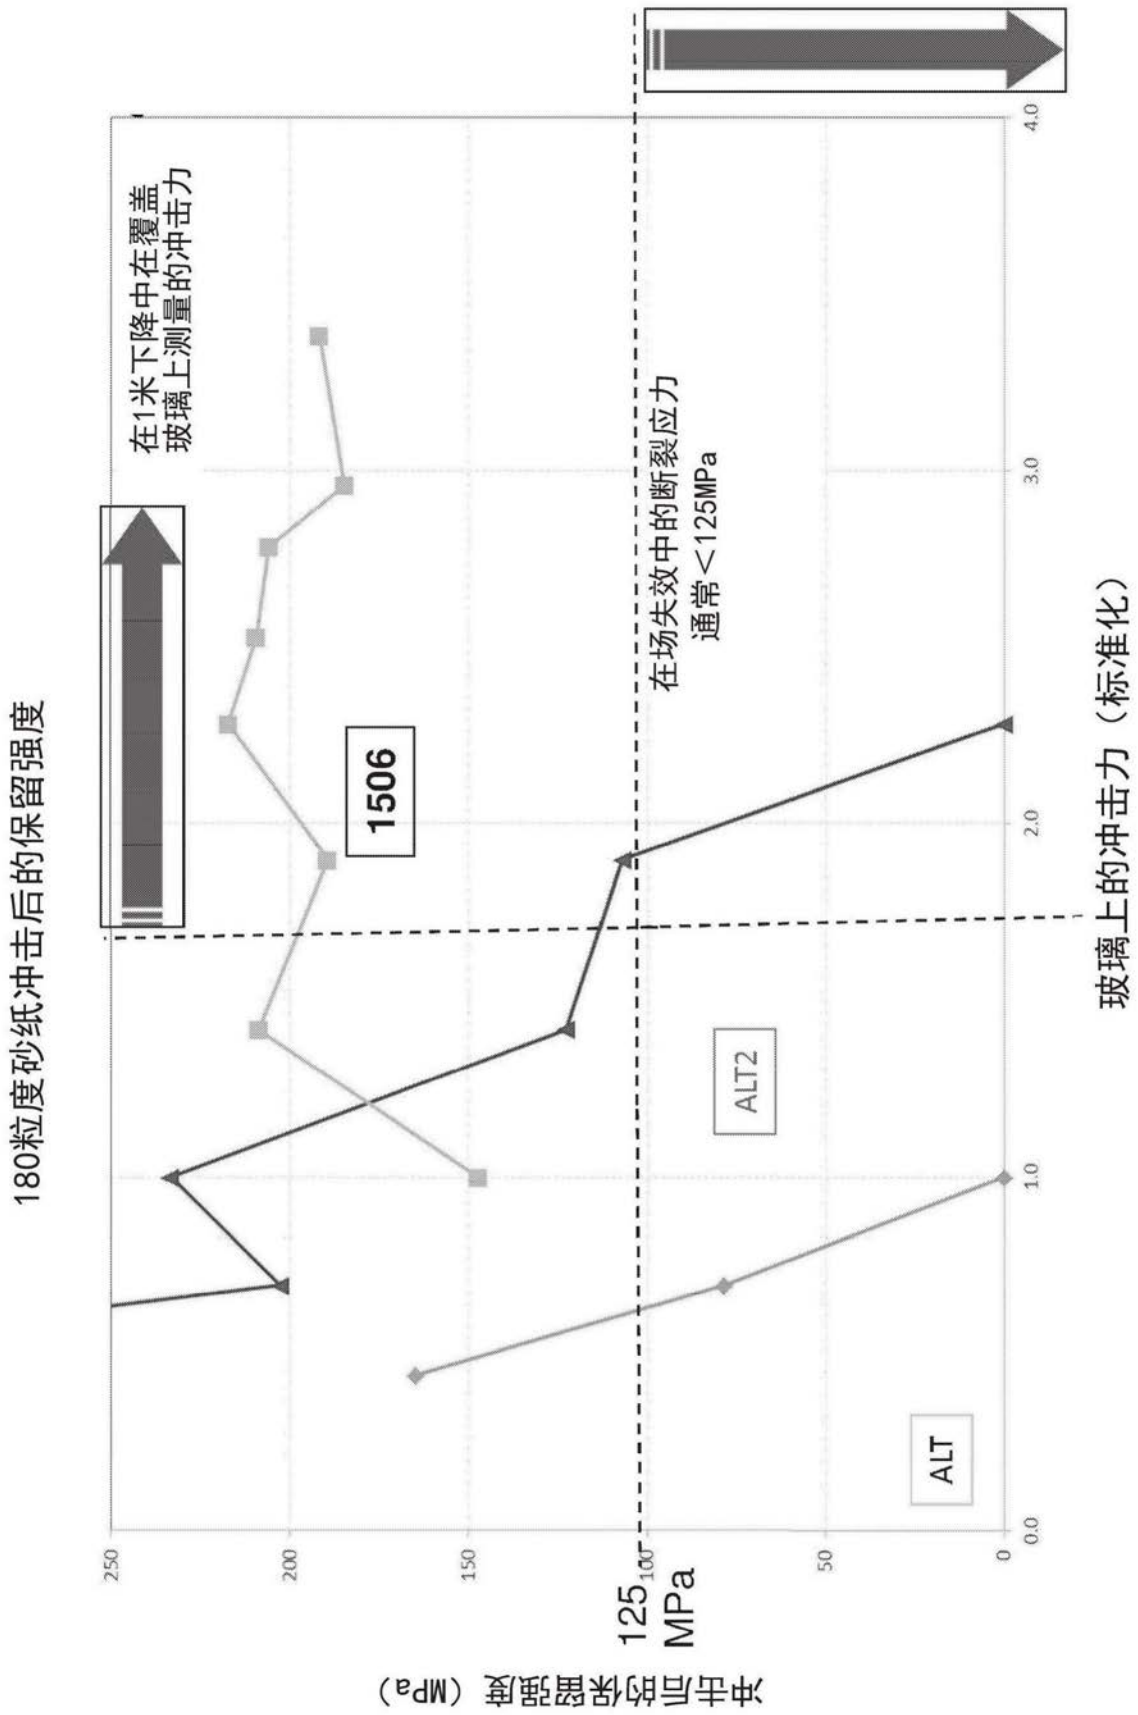 180粒度砂纸冲击后的保留强度
在1米下降中在覆盖
玻璃上测量的冲击力
250
200
150
100
50
0
125
MPa
冲击后的保留强度（MPa）
1506
在场失效中的断裂应力
通常＜125MPa
ALT2
ALT
0.0
1.0
2.0
3.0
4.0
玻璃上的冲击力（标准化）